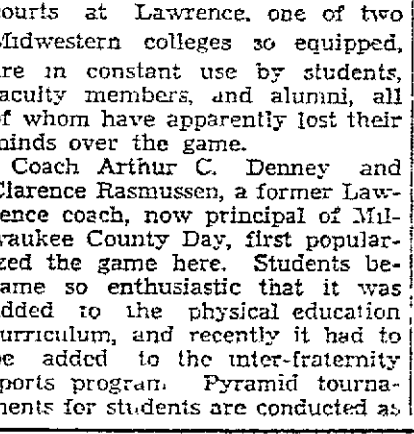 courts at Lawrence, one of two
Midwestern colleges so equipped,
are in constant use by students,
faculty members, and alumni, all
of whom have apparently lost their
minds over the game.
Coach Arthur C. Denney and
Clarence Rasmussen, a former Law-
rence coach, now principal of Mil-
waukee County Day, first popular-
ized the game here. Students be-
came so enthusiastic that it was
added to the physical education
curriculum, and recently it had to
be added to the inter-fraternity
sports program. Pyramid tourna-
ments for students are conducted as